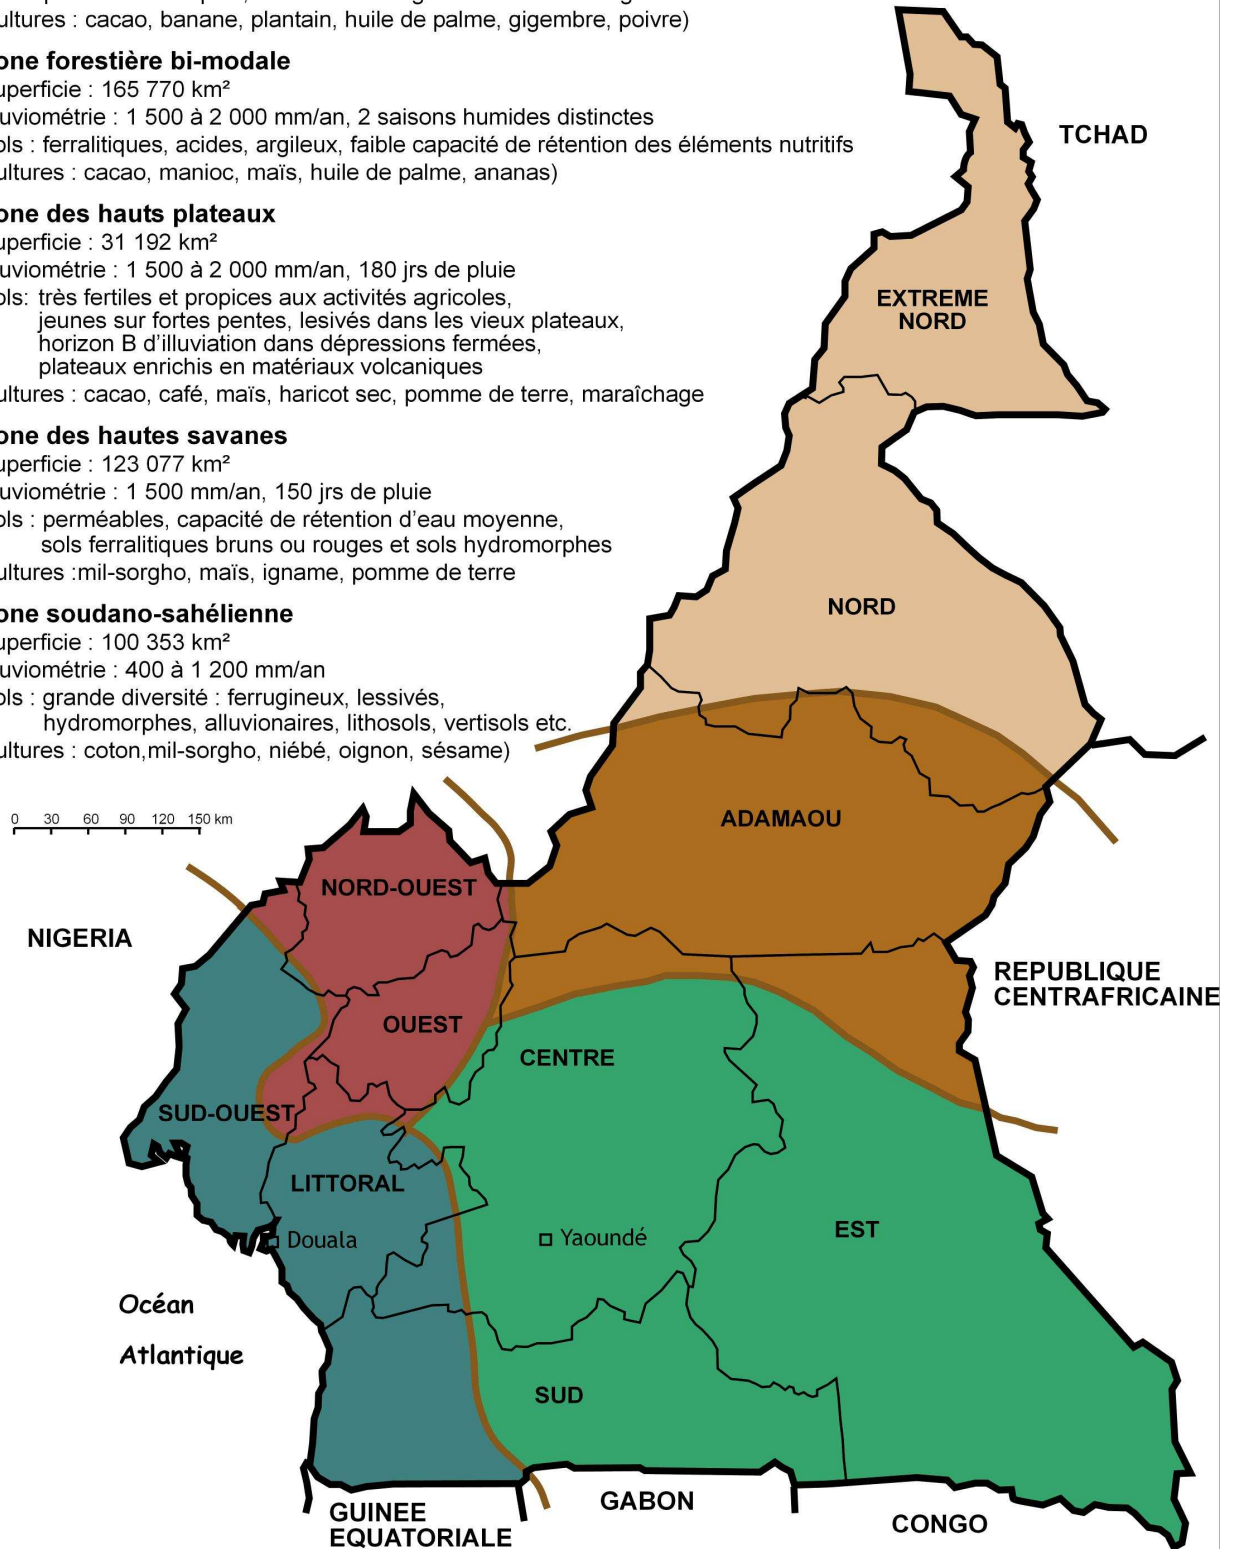 ultures : cacao, banane, plantain, huile de palme, gigembre, poivre)
one forestière bi-modale
uperficie : 165 770 km²
uviométrie : 1 500 à 2 000 mm/an, 2 saisons humides distinctes
ols : ferralitiques, acides, argileux, faible capacité de rétention des éléments nutritifs
ultures : cacao, manioc, maïs, huile de palme, ananas)
one des hauts plateaux
uperficie : 31 192 km²
uviométrie : 1 500 à 2 000 mm/an, 180 jrs de pluie
ols: très fertiles et propices aux activités agricoles,
jeunes sur fortes pentes, lesivés dans les vieux plateaux,
horizon B d'illuviation dans dépressions fermées,
plateaux enrichis en matériaux volcaniques
ultures : cacao, café, maïs, haricot sec, pomme de terre, maraîchage
one des hautes savanes
uperficie : 123 077 km²
uviométrie : 1 500 mm/an, 150 jrs de pluie
ols : perméables, capacité de rétention d'eau moyenne,
sols ferralitiques bruns ou rouges et sols hydromorphes
ultures :mil-sorgho, maïs, igname, pomme de terre
one soudano-sahélienne
uperficie : 100 353 km²
uviométrie : 400 à 1 200 mm/an
ols : grande diversité : ferrugineux, lessivés,
hydromorphes, alluvionaires, lithosols, vertisols etc.
ultures : coton,mil-sorgho, niébé, oignon, sésame)
0 30 60 90 120 150 km
TCHAD
EXTREME
NORD
NORD
ADAMAOU
NORD-OUEST
NIGERIA
REPUBLIQUE
CENTRAFRICAINE
OUEST
CENTRE
SUD-OUEST
LITTORAL
EST
Douala
Yaoundé
Océan
Atlantique
SUD
GUINEE
EQUATORIALE
GABON
CONGO